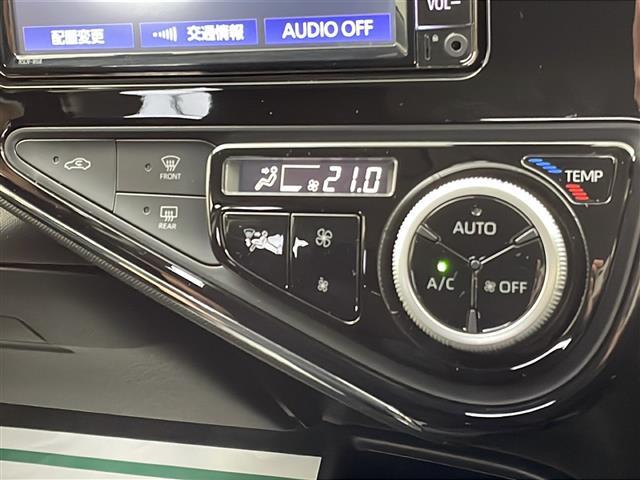 VOL−
配置変更
交通情報
AUDIO OFF
FRONT
REAR
21.0
TEMP
AUTO
A/C
OFF